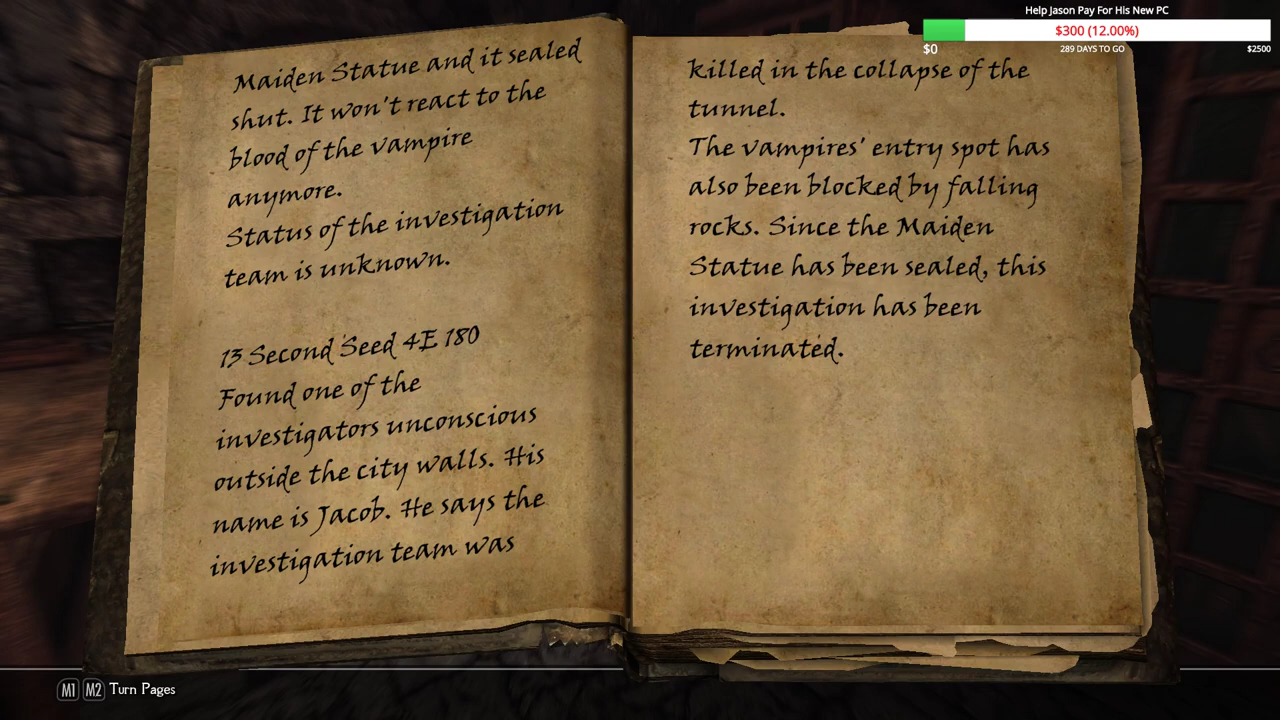 Help Jason Pay For His New PC
$300 (12.00%)
$0
289 DAYS TO GO
$2500
Maiden Statue and it sealed
shut. It won't react to the
blood of the vampire
anymore.
Status of the investigation
team is unknown.
13 Second Seed 4E 180
Found one of the
investigators unconscious
outside the city walls. His
name is Jacob. He says the
investigation team was
killed in the collapse of the
tunnel.
The vampires' entry spot has
also been blocked by falling
rocks. Since the Maiden
Statue has been sealed, this
investigation has been
terminated.
M1 M2 Turn Pages